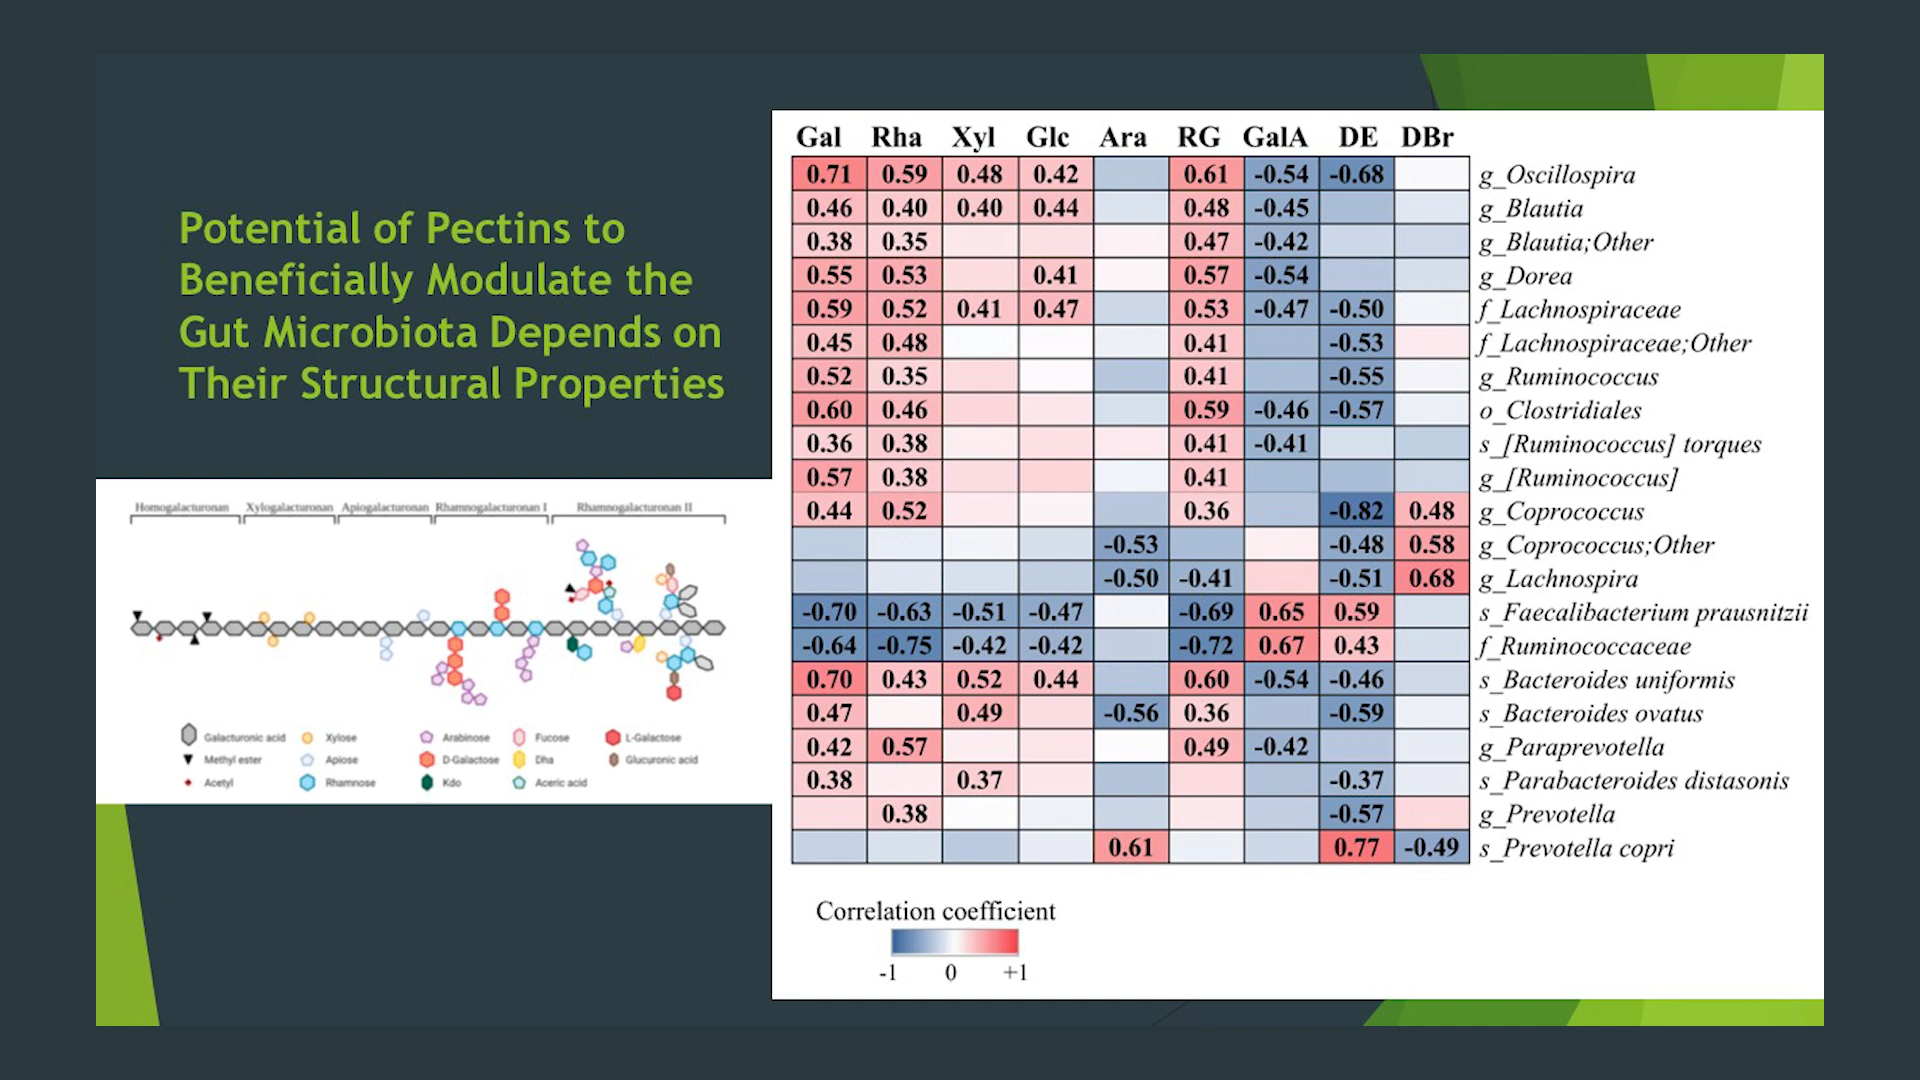 Potential of Pectins to
Beneficially Modulate the
Gut Microbiota Depends on
Their Structural Properties
Homogalacturonan Xylogalacturonan Apiogalacturonan Rhamnogalacturonan I Rhamnogalacturonan II
Galacturonic acid Xylose Arabinose Fucose L-Galactose
Methyl ester Apiose D-Galactose Dha Glucuronic acid
Acetyl Rhamnose Kdo Aceric acid
Gal Rha Xyl Glc Ara RG GalA DE DBr
0.71 0.59 0.48 0.42 0.61 -0.54 -0.68 g_Oscillospira
0.46 0.40 0.40 0.44 0.48 -0.45 g_Blautia
0.38 0.35 0.47 -0.42 g_Blautia;Other
0.55 0.53 0.41 0.57 -0.54 g_Dorea
0.59 0.52 0.41 0.47 0.53 -0.47 -0.50 f_Lachnospiraceae
0.45 0.48 0.41 -0.53 f_Lachnospiraceae;Other
0.52 0.35 0.41 -0.55 g_Ruminococcus
0.60 0.46 0.59 -0.46 -0.57 o_Clostridiales
0.36 0.38 0.41 -0.41 s_[Ruminococcus] torques
0.57 0.38 0.41 g_[Ruminococcus]
0.44 0.52 0.36 -0.82 0.48 g_Coprococcus
-0.53 -0.48 0.58 g_Coprococcus;Other
-0.50 -0.41 -0.51 0.68 g_Lachnospira
-0.70 -0.63 -0.51 -0.47 -0.69 0.65 0.59 s_Faecalibacterium prausnitzii
-0.64 -0.75 -0.42 -0.42 -0.72 0.67 0.43 f_Ruminococcaceae
0.70 0.43 0.52 0.44 0.60 -0.54 -0.46 s_Bacteroides uniformis
0.47 0.49 -0.56 0.36 -0.59 s_Bacteroides ovatus
0.42 0.57 0.49 -0.42 g_Paraprevotella
0.38 0.37 -0.37 s_Parabacteroides distasonis
0.38 -0.57 g_Prevotella
0.61 0.77 -0.49 s_Prevotella copri
Correlation coefficient
-1 0 +1